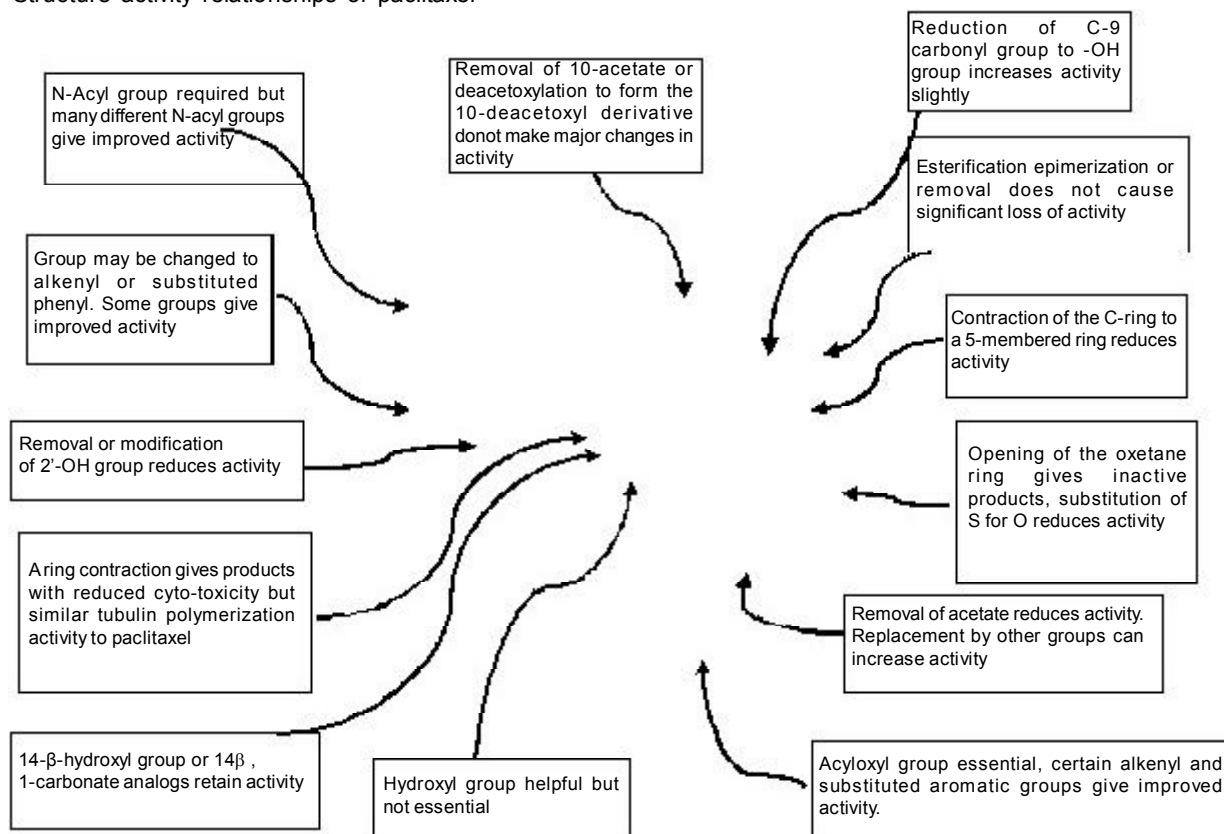 Structure activity relationships of paclitaxel
Reduction of C-9
carbonyl group to -OH
group increases activity
slightly
N-Acyl group required but
many different N-acyl groups
give improved activity
Removal of 10-acetate or
deacetoxylation to form the
10-deacetoxyl derivative
donot make major changes in
activity
Esterification epimerization or
removal does not cause
significant loss of activity
Group may be changed to
alkenyl or substituted
phenyl. Some groups give
improved activity
Contraction of the C-ring to
a 5-membered ring reduces
activity
Removal or modification
of 2'-OH group reduces activity
Opening of the oxetane
ring gives inactive
products, substitution of
S for O reduces activity
A ring contraction gives products
with reduced cyto-toxicity but
similar tubulin polymerization
activity to paclitaxel
Removal of acetate reduces activity.
Replacement by other groups can
increase activity
14-β-hydroxyl group or 14β ,
1-carbonate analogs retain activity
Hydroxyl group helpful but
not essential
Acyloxyl group essential, certain alkenyl and
substituted aromatic groups give improved
activity.